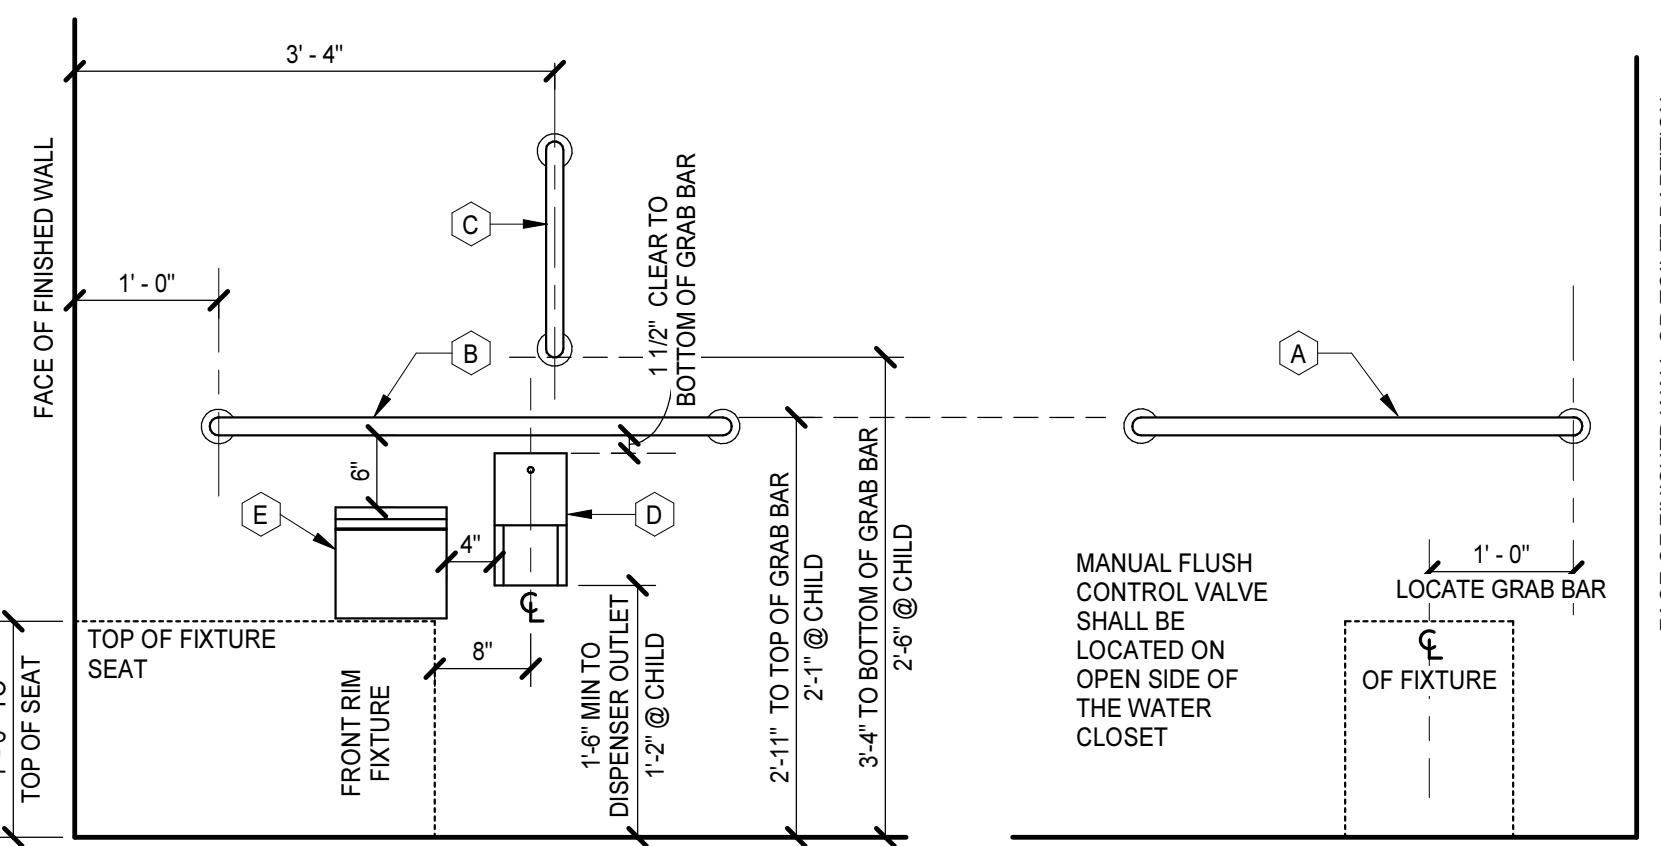 3' - 4"
FACE OF FINISHED WALL
1' - 0"
C
B
1 1/2" CLEAR TO
BOTTOM OF GRAB BAR
A
6"
E
D
4"
TOP OF FIXTURE
SEAT
8"
TOP OF SEAT
FRONT RIM
FIXTURE
℄
1'-6" MIN TO
DISPENSER OUTLET
1'-2" @ CHILD
2'-11" TO TOP OF GRAB BAR
2'-1" @ CHILD
3'-4" TO BOTTOM OF GRAB BAR
2'-6" @ CHILD
MANUAL FLUSH
CONTROL VALVE
SHALL BE
LOCATED ON
OPEN SIDE OF
THE WATER
CLOSET
1' - 0"
LOCATE GRAB BAR
℄
OF FIXTURE